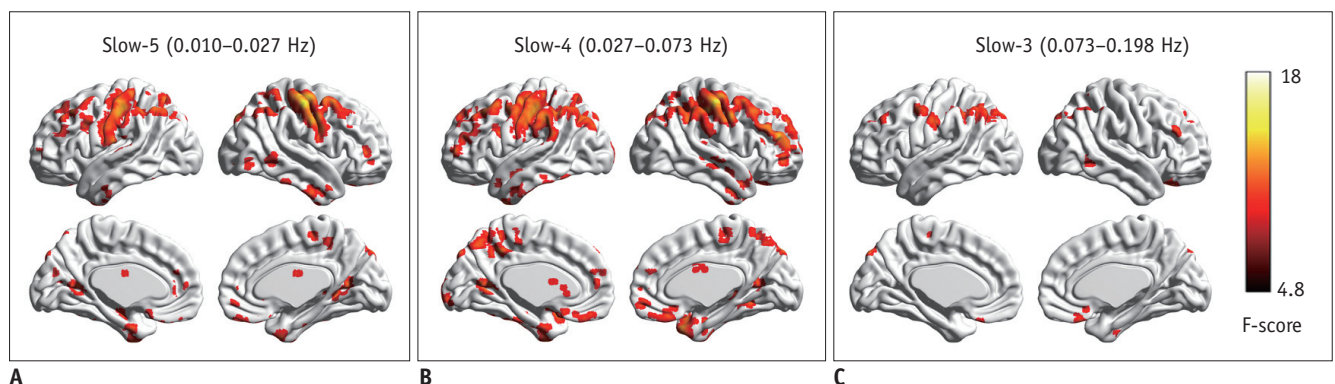 Slow-5 (0.010–0.027 Hz)
Slow-4 (0.027–0.073 Hz)
Slow-3 (0.073–0.198 Hz)
18
4.8
F-score
A
B
C